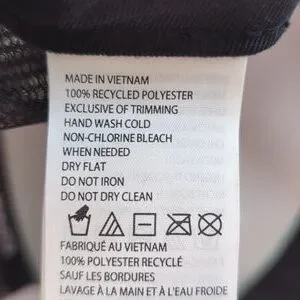 MADE IN VIETNAM
100% RECYCLED POLYESTER
EXCLUSIVE OF TRIMMING
HAND WASH COLD
NON-CHLORINE BLEACH
WHEN NEEDED
DRY FLAT
DO NOT IRON
DO NOT DRY CLEAN
FABRIQUÉ AU VIETNAM
100% POLYESTER RECYCLÉ
SAUF LES BORDURES
LAVAGE À LA MAIN ET À L'EAU FROIDE